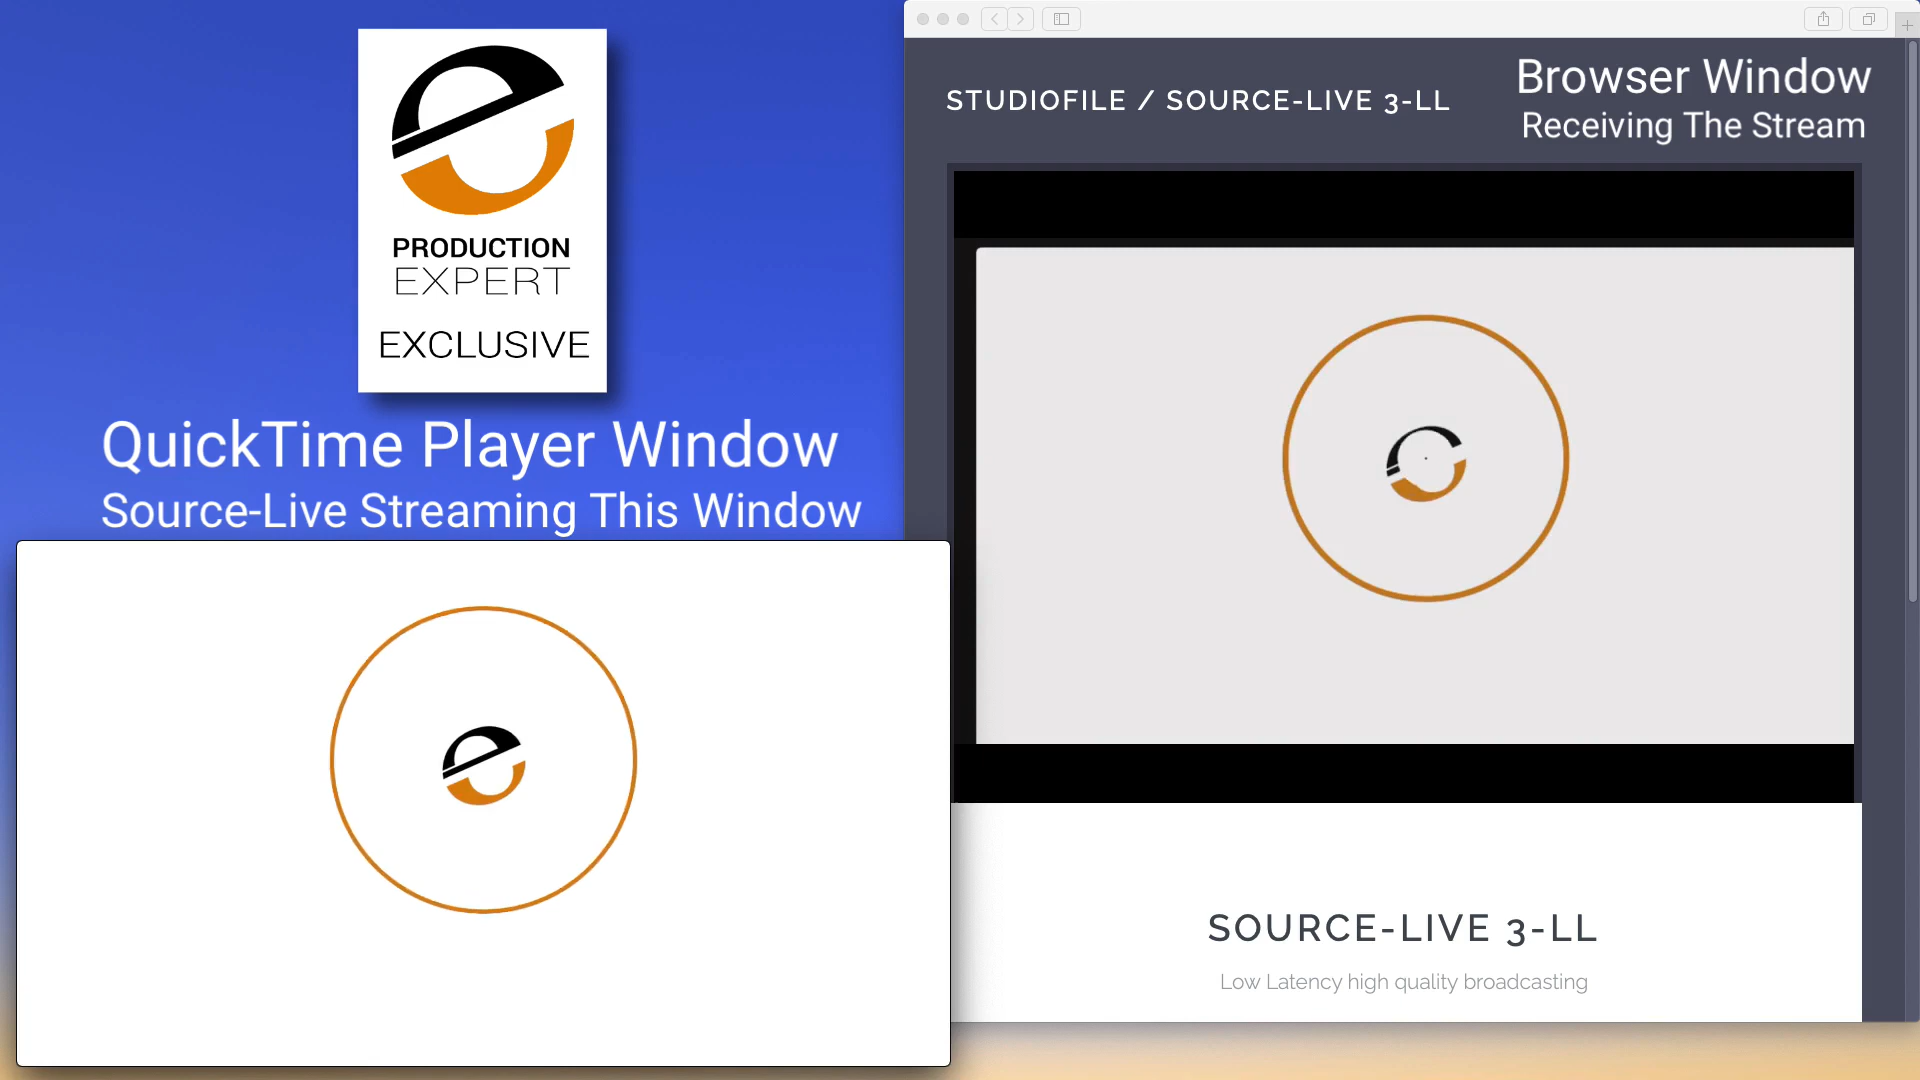 PRODUCTION
EXPERT
EXCLUSIVE
QuickTime Player Window
Source-Live Streaming This Window
STUDIOFILE / SOURCE-LIVE 3-LL
Browser Window
Receiving The Stream
SOURCE-LIVE 3-LL
Low Latency high quality broadcasting